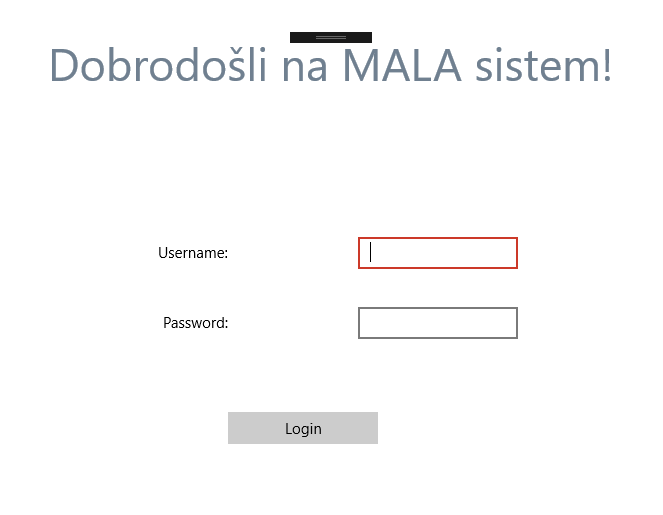 Dobrodošli na MALA sistem!
Username:
Password:
Login